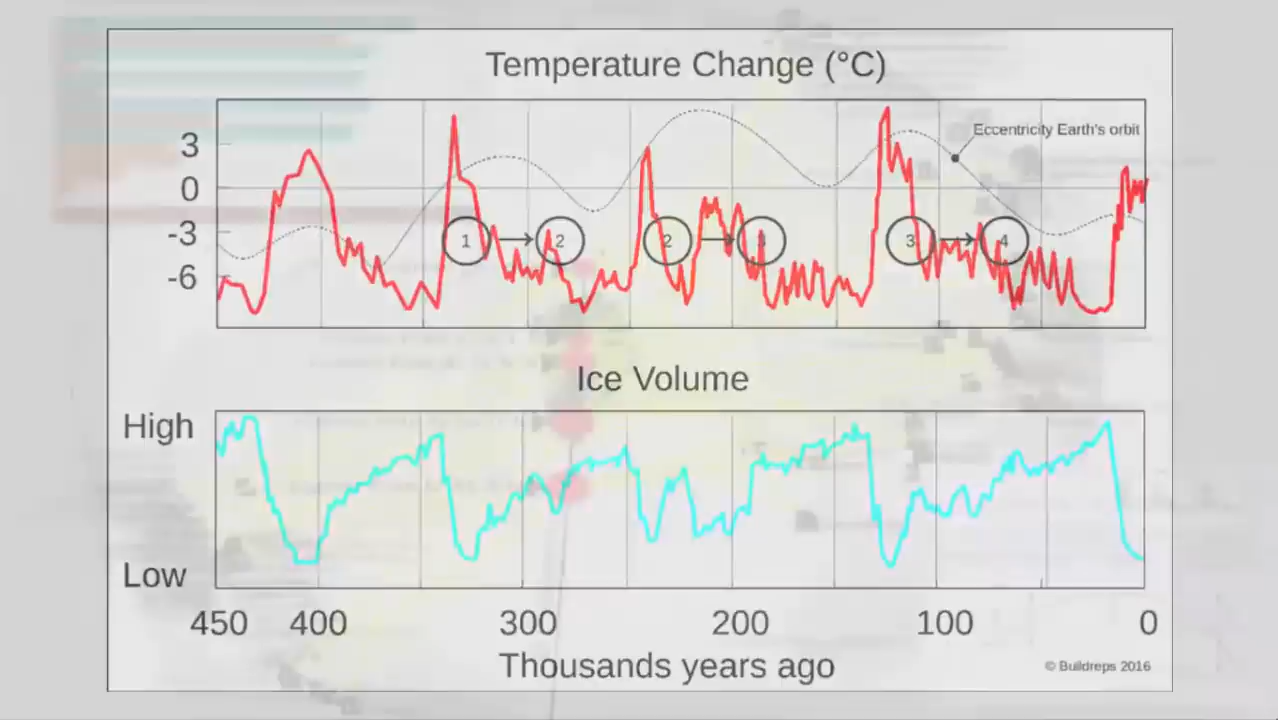 Temperature Change (°C)
Eccentricity Earth's orbit
3
0
-3
-6
1
2
2
3
3
4
Ice Volume
High
Low
450 400 300 200 100 0
Thousands years ago
© Buildreps 2016